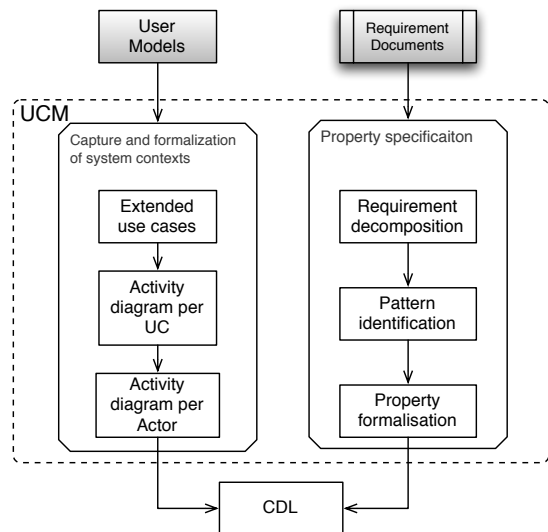 User
Models
Requirement
Documents
UCM
Capture and formalization
of system contexts
Extended
use cases
Activity
diagram per
UC
Activity
diagram per
Actor
Property specificaiton
Requirement
decomposition
Pattern
identification
Property
formalisation
CDL